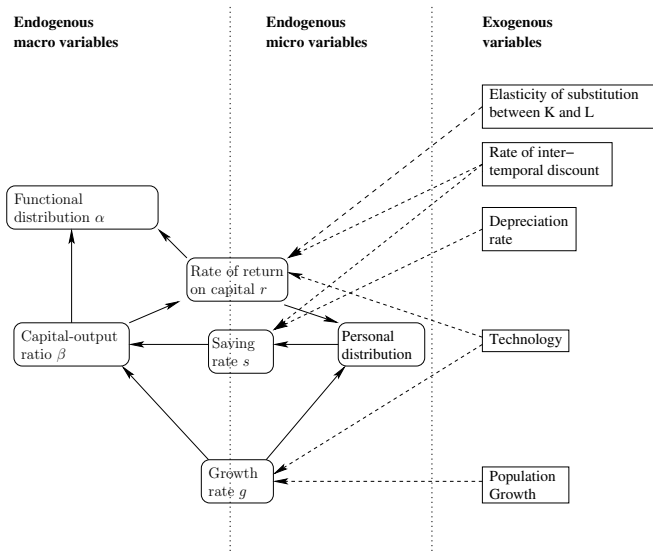 Endogenous
macro variables
Endogenous
micro variables
Exogenous
variables
Elasticity of substitution
between K and L
Rate of inter-
temporal discount
Functional
distribution α
Depreciation
rate
Rate of return
on capital r
Capital-output
ratio β
Saving
rate s
Personal
distribution
Technology
Growth
rate g
Population
Growth